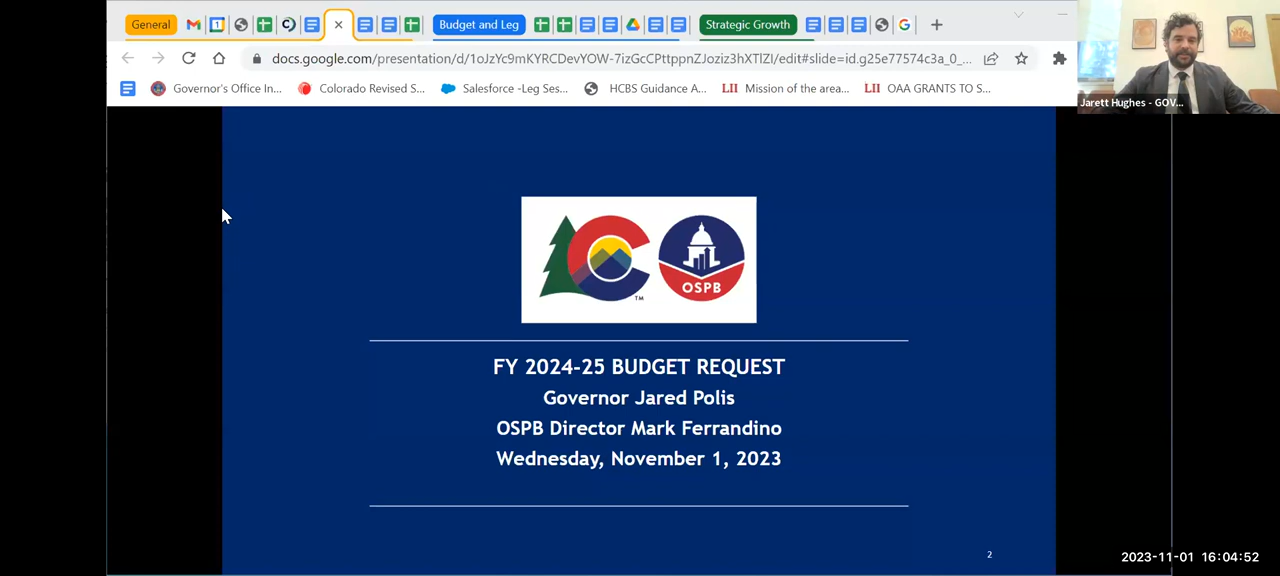 General
Budget and Leg
Strategic Growth
docs.google.com/presentation/d/1oJzYc9mKYRCDevYOW-7izGcCPttppnZJoziz3hXTlZI/edit#slide=id.g25e77574c3a_0_...
Governor's Office In...
Colorado Revised S...
Salesforce -Leg Ses...
HCBS Guidance A...
LII Mission of the area...
LII OAA GRANTS TO S...
Jarett Hughes - GOV...
TM
OSPB
FY 2024-25 BUDGET REQUEST
Governor Jared Polis
OSPB Director Mark Ferrandino
Wednesday, November 1, 2023
2
2023-11-01 16:04:52